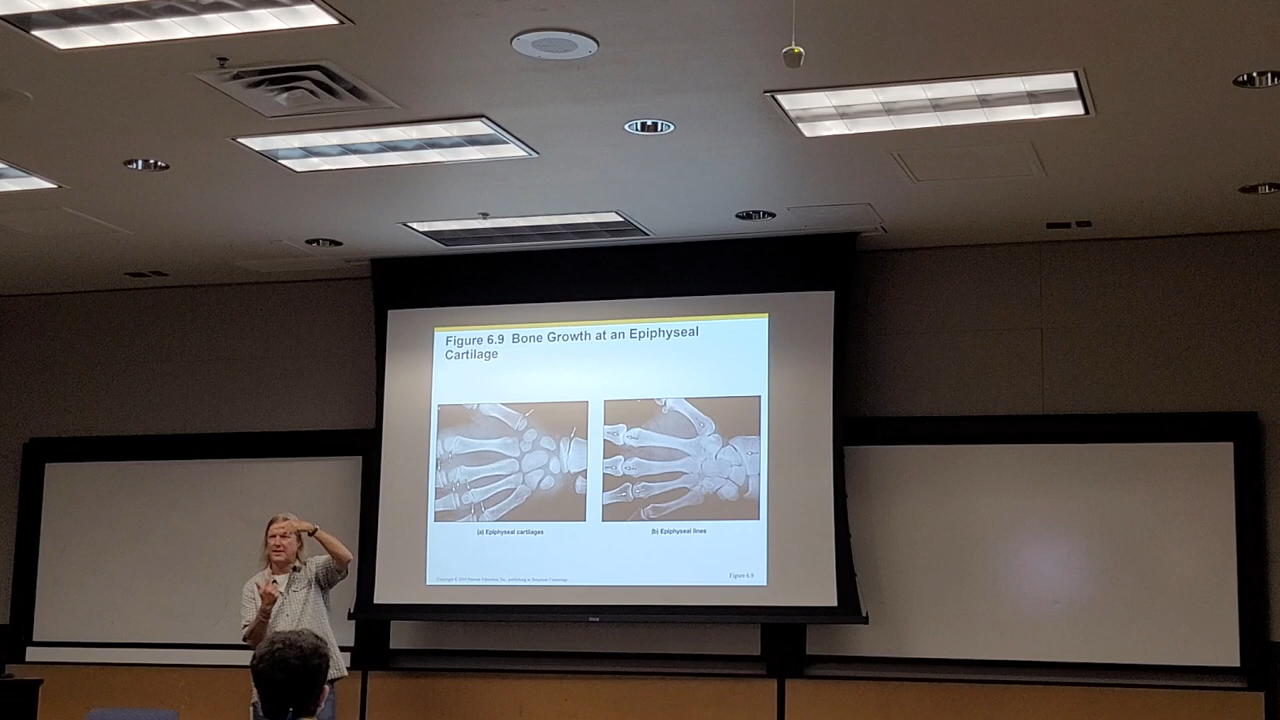 Figure 6.9 Bone Growth at an Epiphyseal
Cartilage
(a) Epiphyseal cartilages
(b) Epiphyseal lines
Figure 6.9